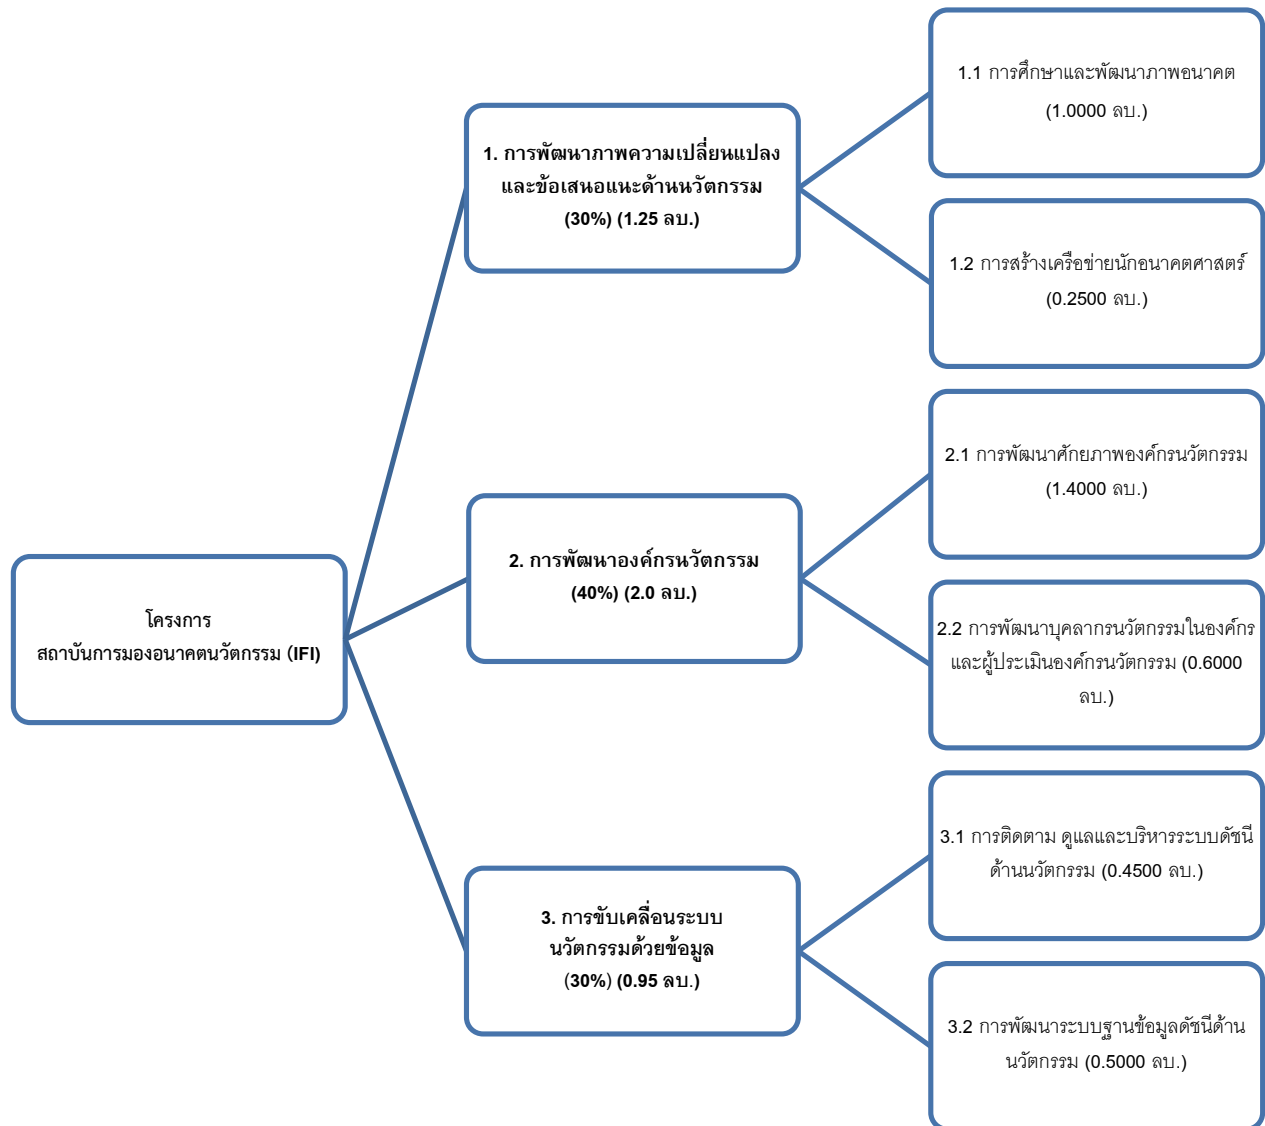 โครงการ
สถาบันการมองอนาคตนวัตกรรม (IFI)
1. การพัฒนาภาพความเปลี่ยนแปลง
และข้อเสนอแนะด้านนวัตกรรม
(30%) (1.25 ลบ.)
1.1 การศึกษาและพัฒนาภาพอนาคต
(1.0000 ลบ.)
1.2 การสร้างเครือข่ายนักอนาคตศาสตร์
(0.2500 ลบ.)
2. การพัฒนาองค์กรนวัตกรรม
(40%) (2.0 ลบ.)
2.1 การพัฒนาศักยภาพองค์กรนวัตกรรม
(1.4000 ลบ.)
2.2 การพัฒนาบุคลากรนวัตกรรมในองค์กร
และผู้ประเมินองค์กรนวัตกรรม (0.6000
ลบ.)
3. การขับเคลื่อนระบบ
นวัตกรรมด้วยข้อมูล
(30%) (0.95 ลบ.)
3.1 การติดตาม ดูแลและบริหารระบบดัชนี
ด้านนวัตกรรม (0.4500 ลบ.)
3.2 การพัฒนาระบบฐานข้อมูลดัชนีด้าน
นวัตกรรม (0.5000 ลบ.)